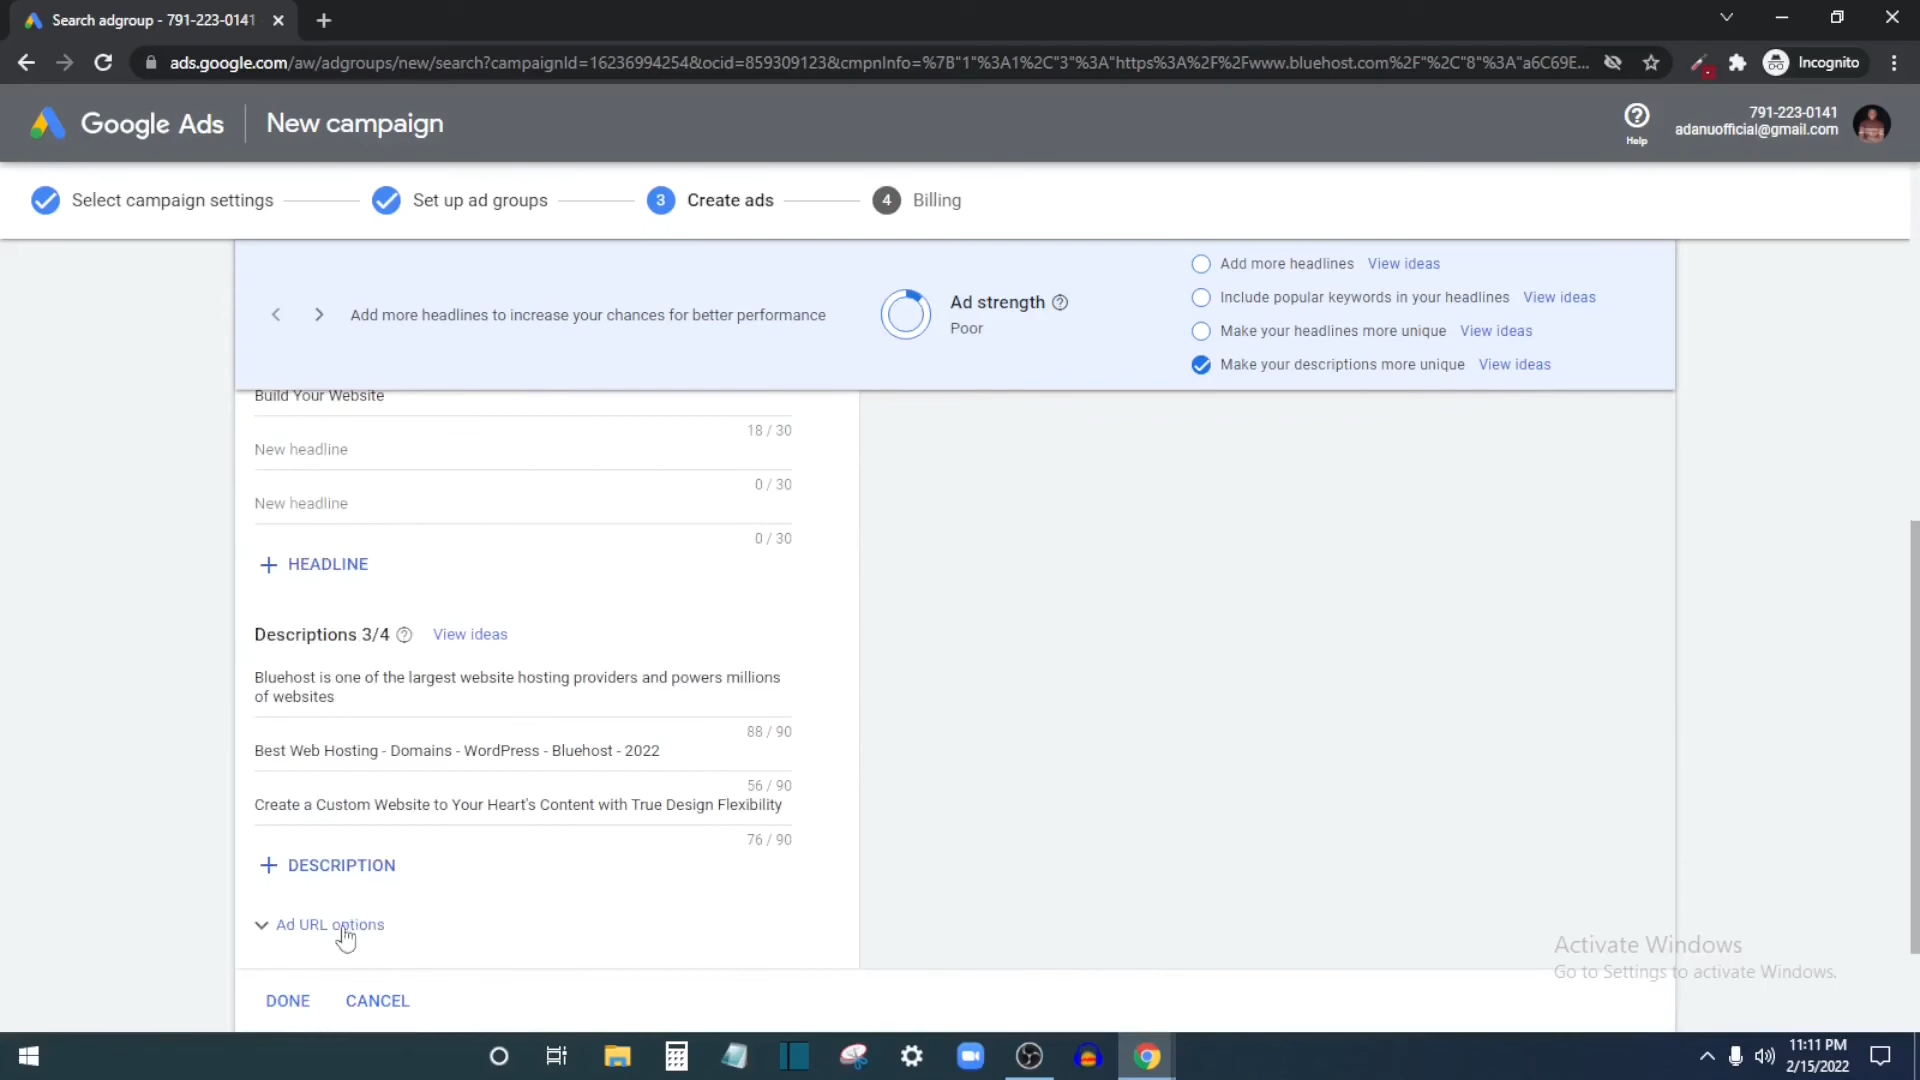 Search adgroup - 791-223-0141
ads.google.com/aw/adgroups/new/search?campaignId=16236994254&ocid=859309123&cmpnInfo=%7B"1"%3A1%2C"3"%3A"https%3A%2F%2Fwww.bluehost.com%2F"%2C"8"%3A"a6C69E...
Incognito
Google Ads
New campaign
Help
791-223-0141
adanuofficial@gmail.com
Select campaign settings
Set up ad groups
3
Create ads
4
Billing
Add more headlines to increase your chances for better performance
Ad strength
Poor
Add more headlines View ideas
Include popular keywords in your headlines View ideas
Make your headlines more unique View ideas
Make your descriptions more unique View ideas
Build Your Website
18 / 30
New headline
0 / 30
New headline
0 / 30
+ HEADLINE
Descriptions 3/4 View ideas
Bluehost is one of the largest website hosting providers and powers millions
of websites
88 / 90
Best Web Hosting - Domains - WordPress - Bluehost - 2022
56 / 90
Create a Custom Website to Your Heart's Content with True Design Flexibility
76 / 90
+ DESCRIPTION
Ad URL options
DONE
CANCEL
Activate Windows
Go to Settings to activate Windows.
11:11 PM
2/15/2022